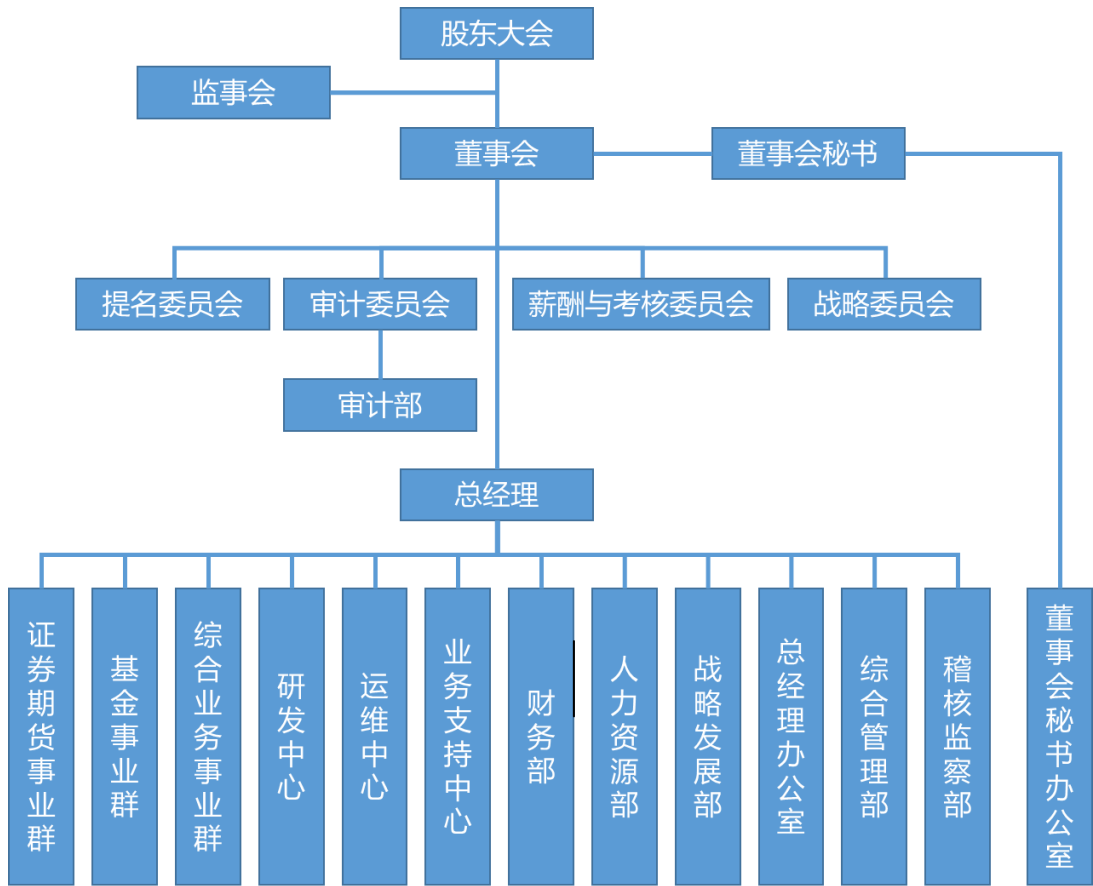 股东大会
监事会
董事会
董事会秘书
提名委员会
审计委员会
薪酬与考核委员会
战略委员会
审计部
总经理
证券期货事业群
基金事业群
综合业务事业群
研发中心
运维中心
业务支持中心
财务部
人力资源部
战略发展部
总经理办公室
综合管理部
稽核监察部
董事会秘书办公室